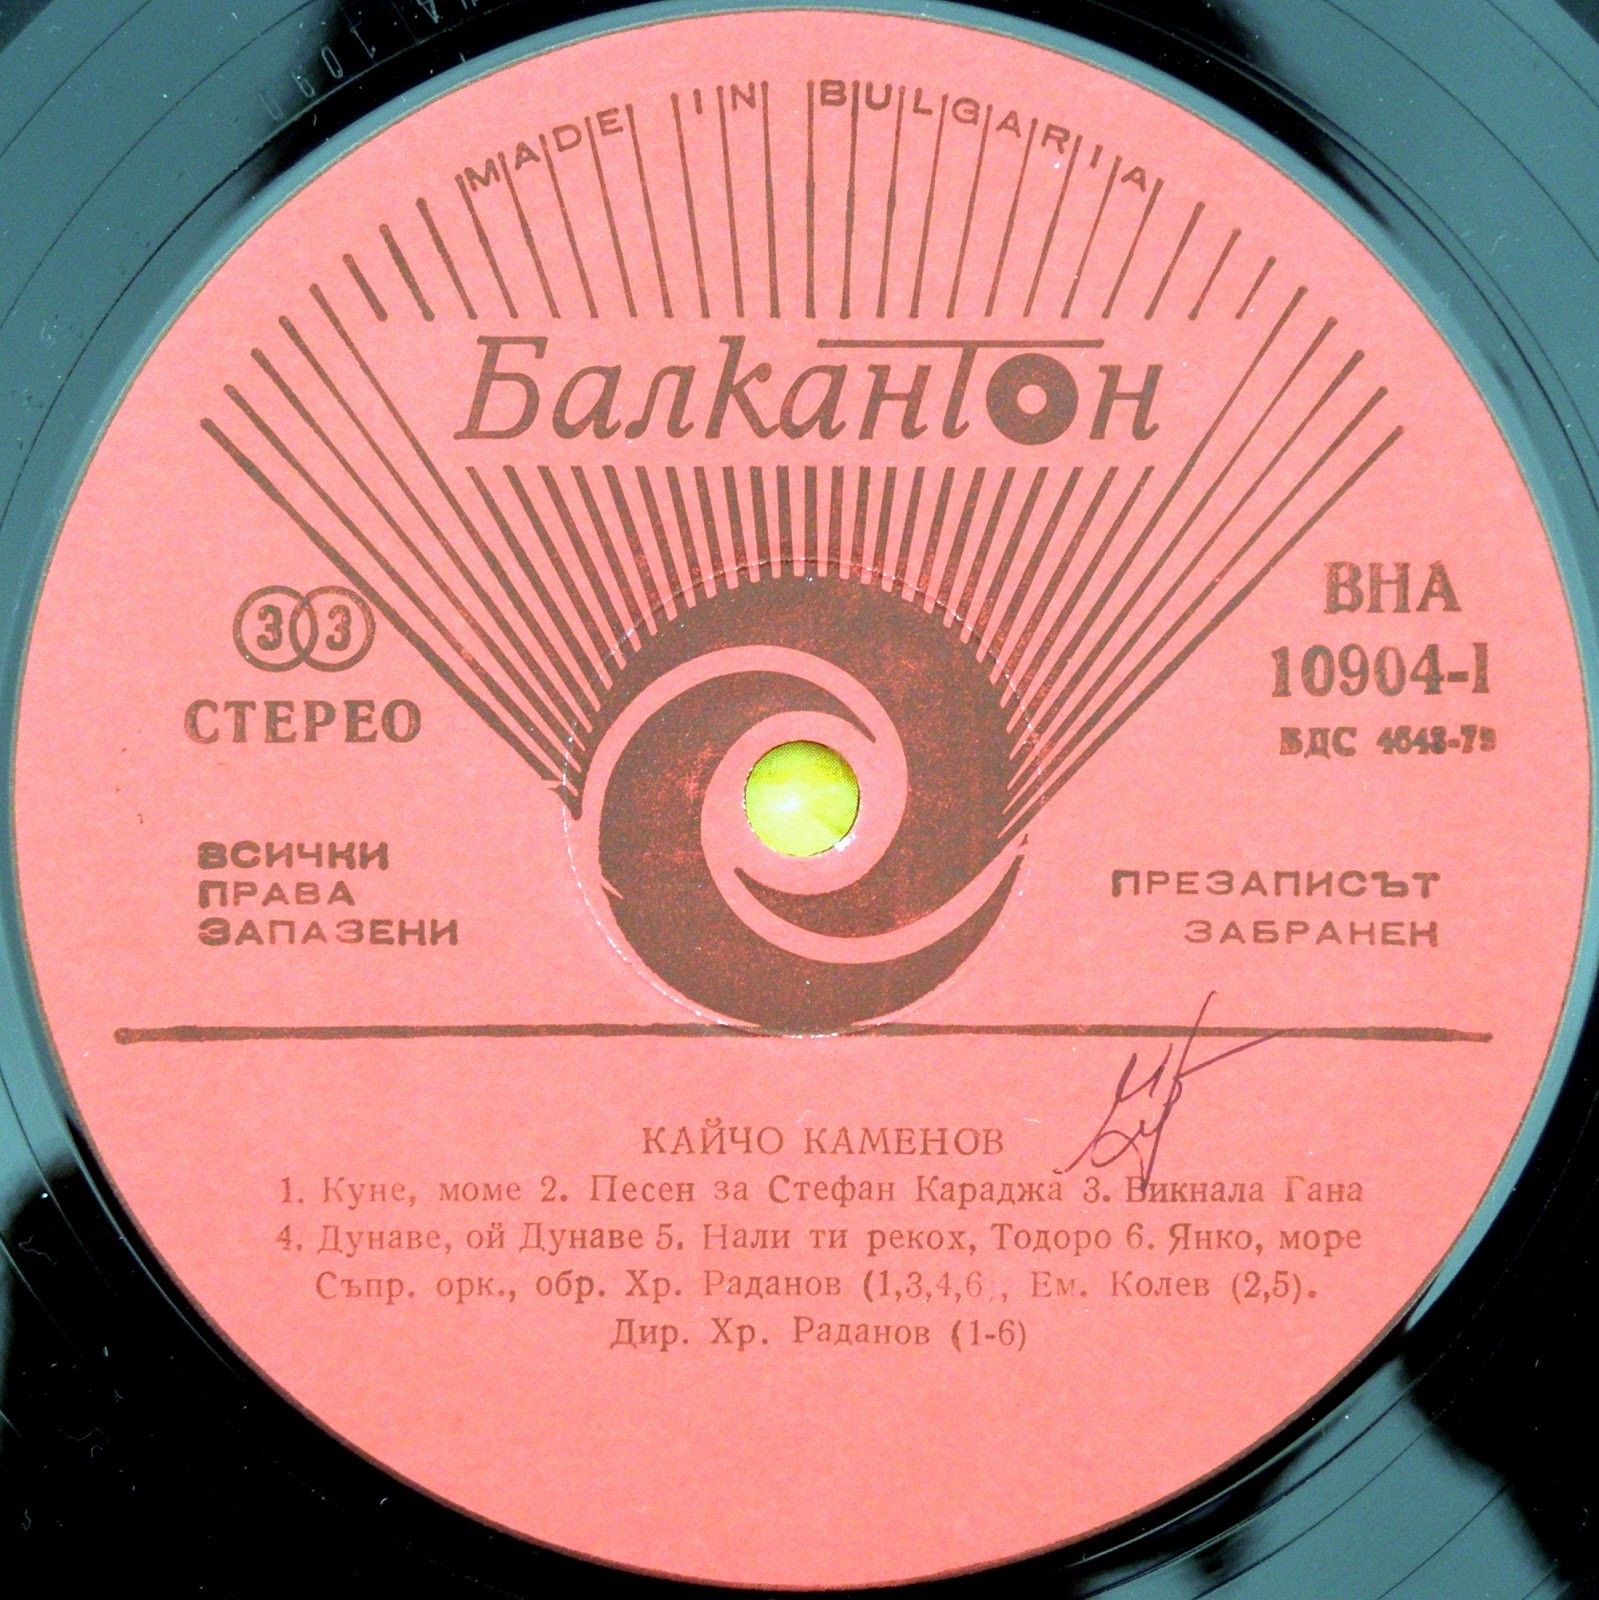 MADE IN BULGARIA
Балкантон
33
СТЕРЕО
ВНА
10904-I
БДС 4643-79
ВСИЧКИ
ПРАВА
ЗАПАЗЕНИ
ПРЕЗАПИСЪТ
ЗАБРАНЕН
КАЙЧО КАМЕНОВ
1. Куне, моме 2. Песен за Стефан Караджа 3. Викнала Гана
4. Дунаве, ой Дунаве 5. Нали ти рекох, Тодоро 6. Янко, море
Съпр. орк., обр. Хр. Раданов (1,3,4,6), Ем. Колев (2,5).
Дир. Хр. Раданов (1-6)